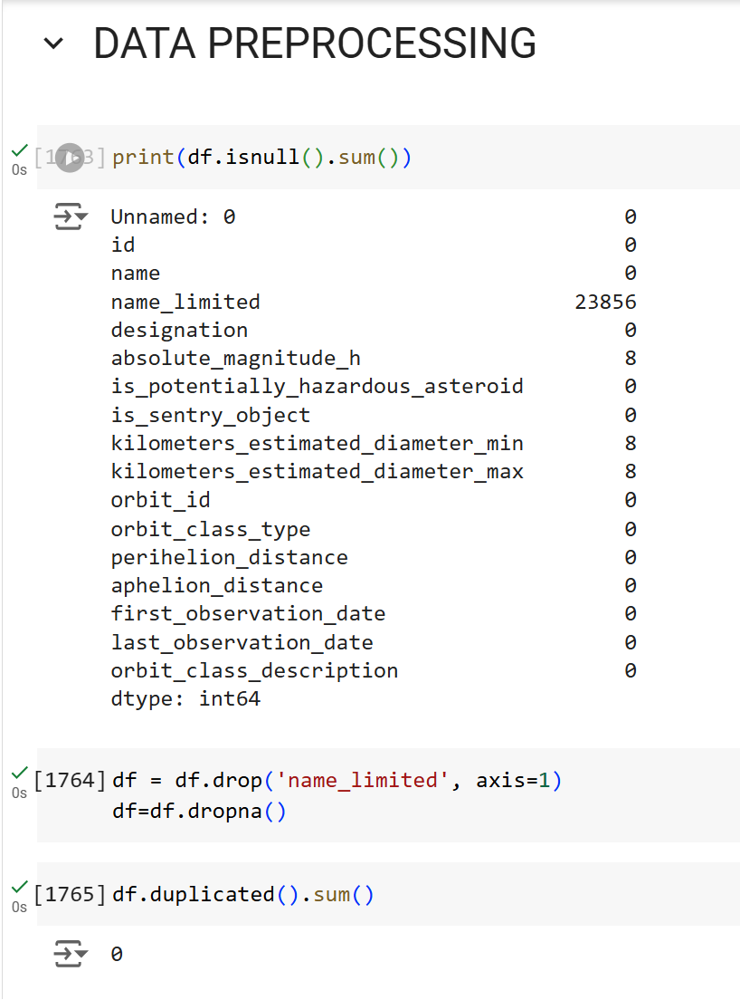 DATA PREPROCESSING
[1763] print(df.isnull().sum())
0s
Unnamed: 0 0
id 0
name 0
name_limited 23856
designation 0
absolute_magnitude_h 8
is_potentially_hazardous_asteroid 0
is_sentry_object 0
kilometers_estimated_diameter_min 8
kilometers_estimated_diameter_max 8
orbit_id 0
orbit_class_type 0
perihelion_distance 0
aphelion_distance 0
first_observation_date 0
last_observation_date 0
orbit_class_description 0
dtype: int64
[1764] df = df.drop('name_limited', axis=1)
0s
df=df.dropna()
[1765] df.duplicated().sum()
0s
0